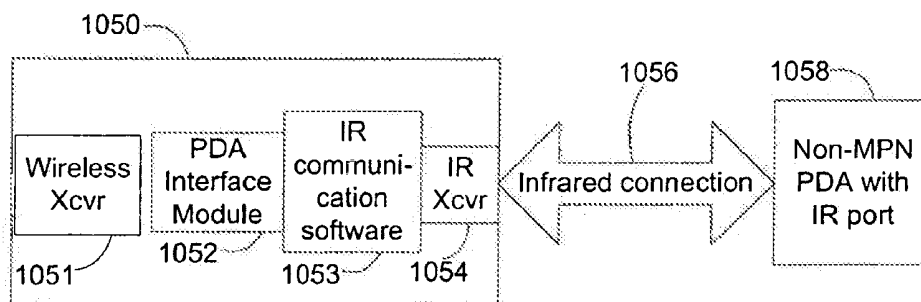 1050
1056
1058
Wireless
Xcvr
PDA
Interface
Module
IR
communi-
cation
software
IR
Xcvr
Infrared connection
Non-MPN
PDA with
IR port
1051
1052
1053
1054